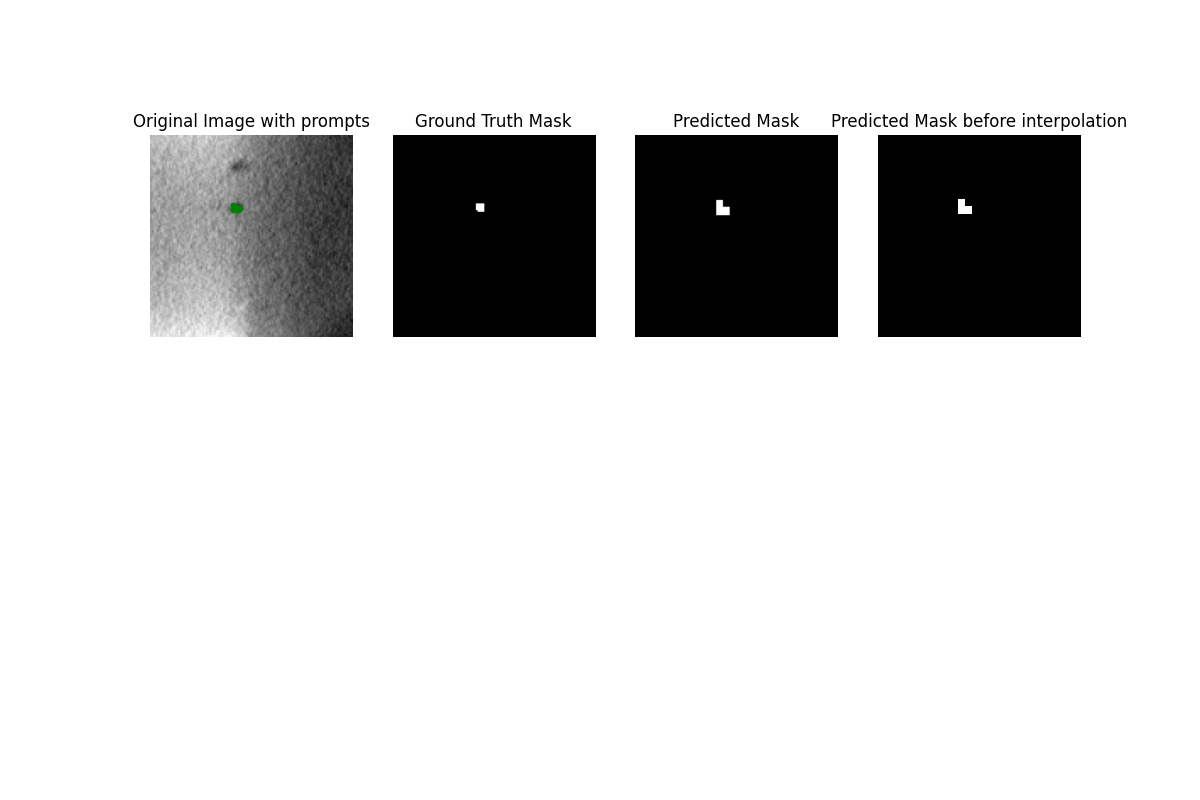 Original Image with prompts
Ground Truth Mask
Predicted Mask
Predicted Mask before interpolation